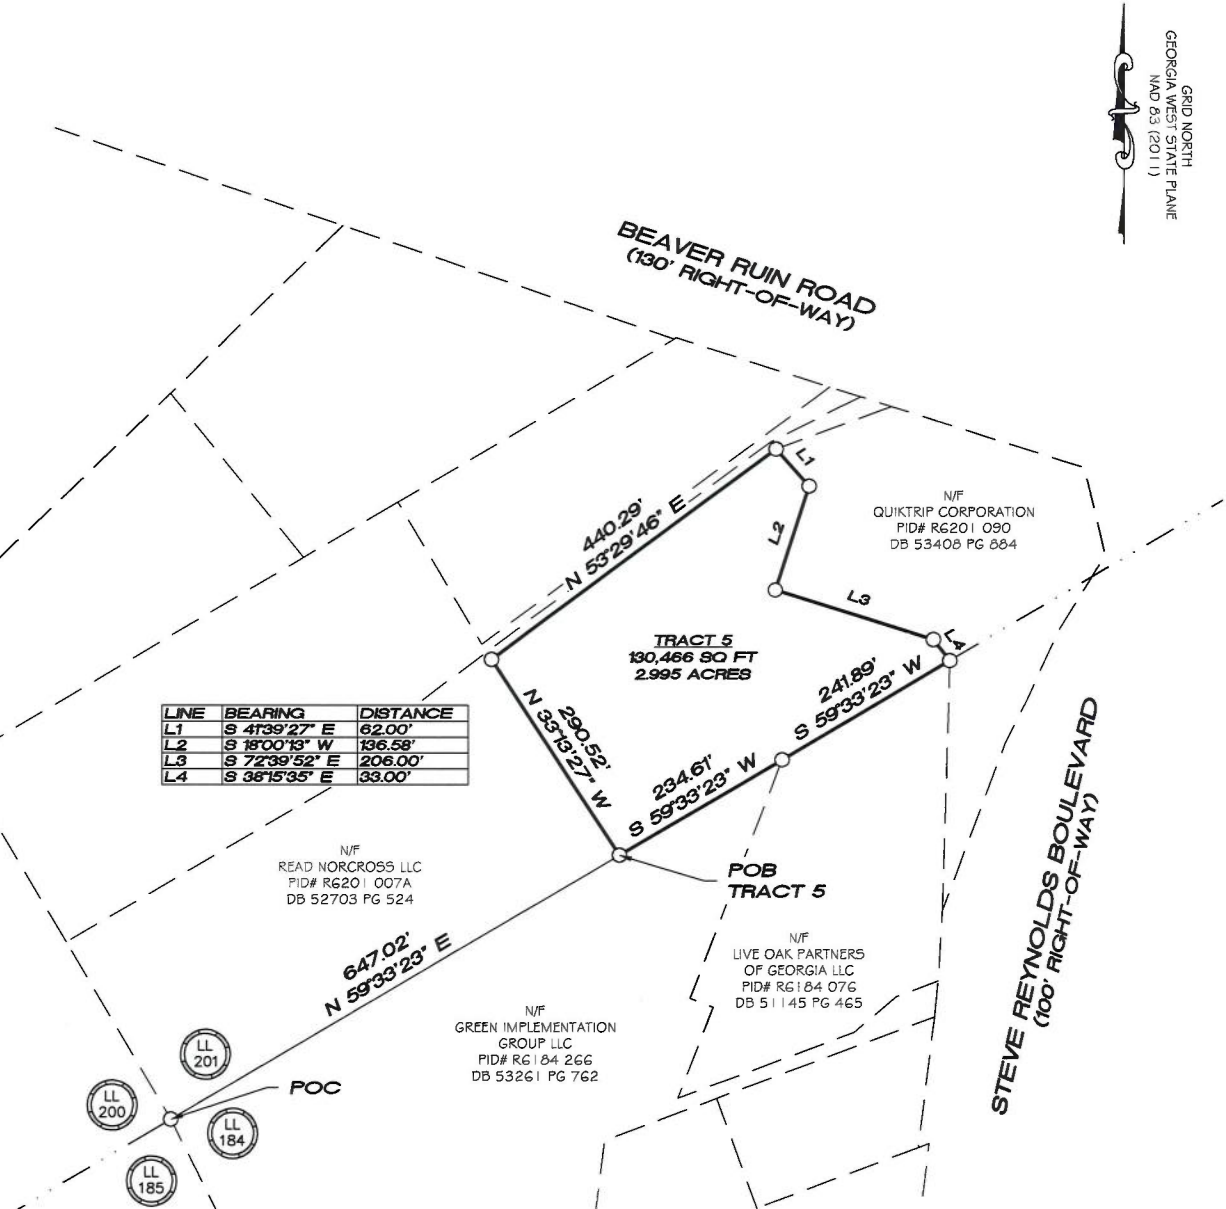 GRID NORTH
GEORGIA WEST STATE PLANE
NAD 83 (2011)
BEAVER RUIN ROAD
(130' RIGHT-OF-WAY)
L1
N/F
QUIKTRIP CORPORATION
PID# R6201 090
DB 53408 PG 884
440.29'
N 53°29'46" E
L2
L3
L4
TRACT 5
130,466 SQ FT
2.995 ACRES
241.89'
S 59°33'23" W
290.52'
N 33°13'27" W
234.61'
S 59°33'23" W
LINE BEARING DISTANCE
L1 S 41°39'27" E 62.00'
L2 S 18°00'13" W 136.58'
L3 S 72°39'52" E 206.00'
L4 S 38°15'35" E 33.00'
N/F
READ NORCROSS LLC
PID# R6201 007A
DB 52703 PG 524
POB
TRACT 5
STEVE REYNOLDS BOULEVARD
(100' RIGHT-OF-WAY)
647.02'
N 59°33'23" E
N/F
LIVE OAK PARTNERS
OF GEORGIA LLC
PID# R6184 076
DB 51145 PG 465
N/F
GREEN IMPLEMENTATION
GROUP LLC
PID# R6184 266
DB 53261 PG 762
LL
201
POC
LL
200
LL
184
LL
185